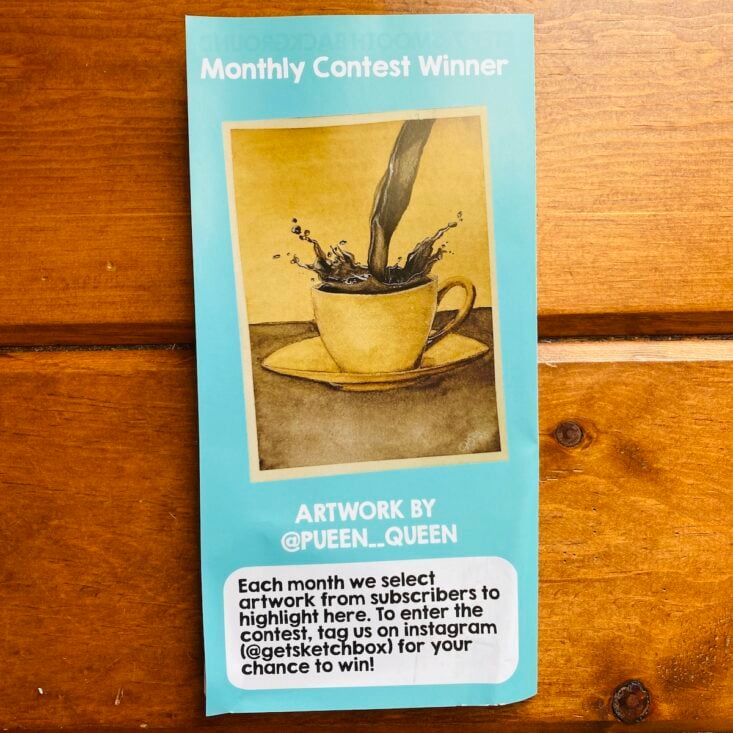 Monthly Contest Winner
ARTWORK BY
@PUEEN__QUEEN
Each month we select
artwork from subscribers to
highlight here. To enter the
contest, tag us on instagram
(@getsketchbox) for your
chance to win!